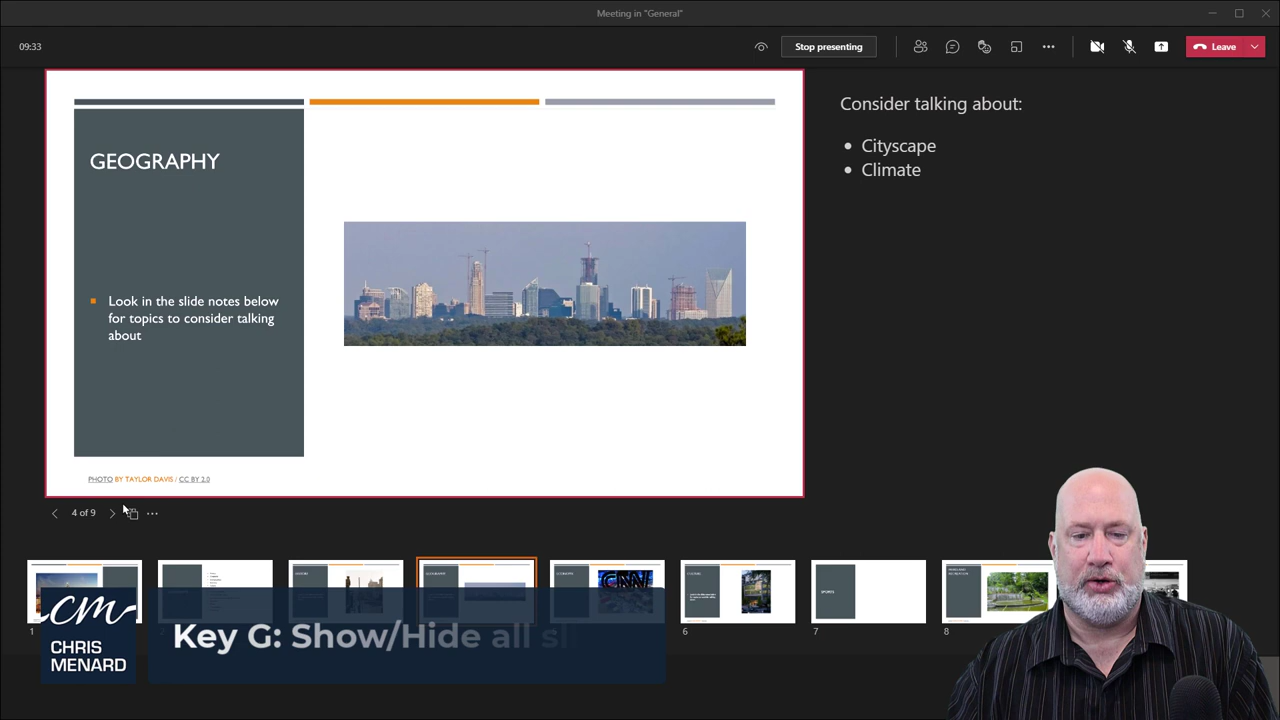 Meeting in "General"
09:33
Stop presenting
Leave
GEOGRAPHY
Look in the slide notes below
for topics to consider talking
about
PHOTO BY TAYLOR DAVIS / CC BY 2.0
Consider talking about:
Cityscape
Climate
4 of 9
CNN
SPORTS
1
6
7
8
cm
CHRIS
MENARD
Key G: Show/Hide all sl